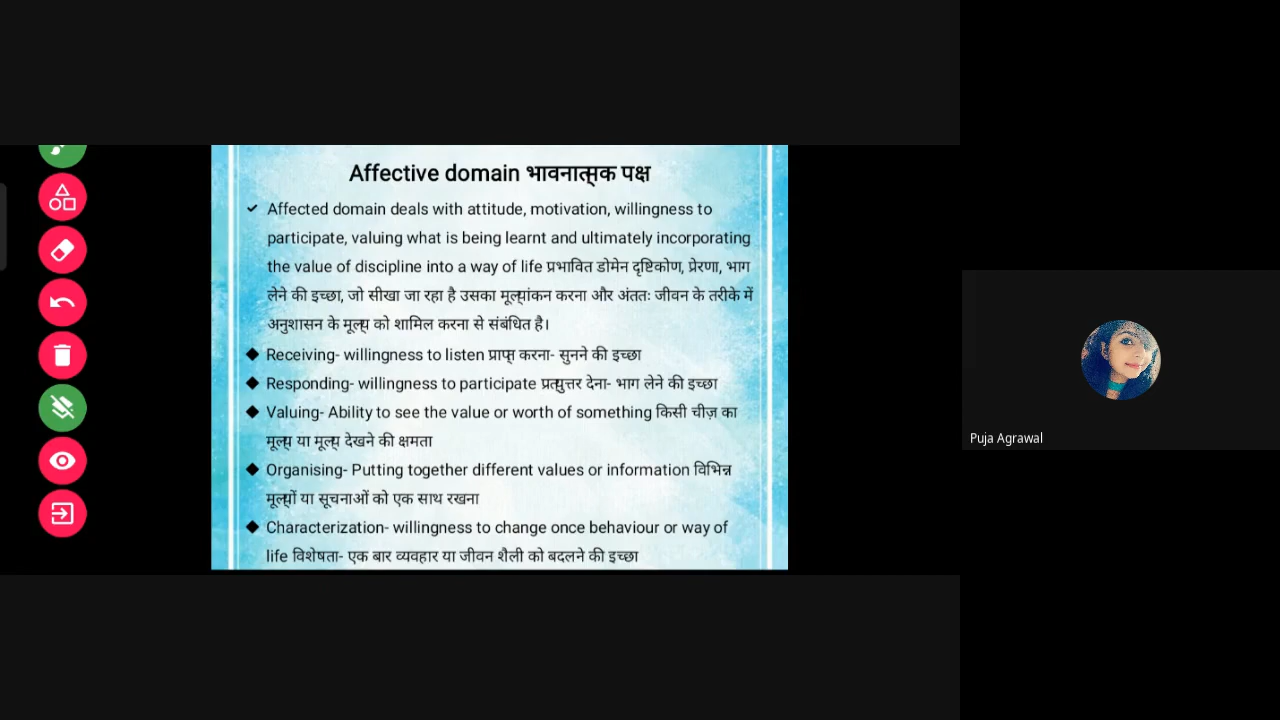 Affective domain भावनात्मक पक्ष
✓ Affected domain deals with attitude, motivation, willingness to
participate, valuing what is being learnt and ultimately incorporating
the value of discipline into a way of life प्रभावित डोमेन दृष्टिकोण, प्रेरणा, भाग
लेने की इच्छा, जो सीखा जा रहा है उसका मूल्यांकन करना और अंततः जीवन के तरीके में
अनुशासन के मूल्य को शामिल करना से संबंधित है।
◆ Receiving- willingness to listen प्राप्त करना- सुनने की इच्छा
◆ Responding- willingness to participate प्रत्युत्तर देना- भाग लेने की इच्छा
◆ Valuing- Ability to see the value or worth of something किसी चीज़ का
मूल्य या मूल्य देखने की क्षमता
◆ Organising- Putting together different values or information विभिन्न
मूल्यों या सूचनाओं को एक साथ रखना
◆ Characterization- willingness to change once behaviour or way of
life विशेषता- एक बार व्यवहार या जीवन शैली को बदलने की इच्छा
Puja Agrawal